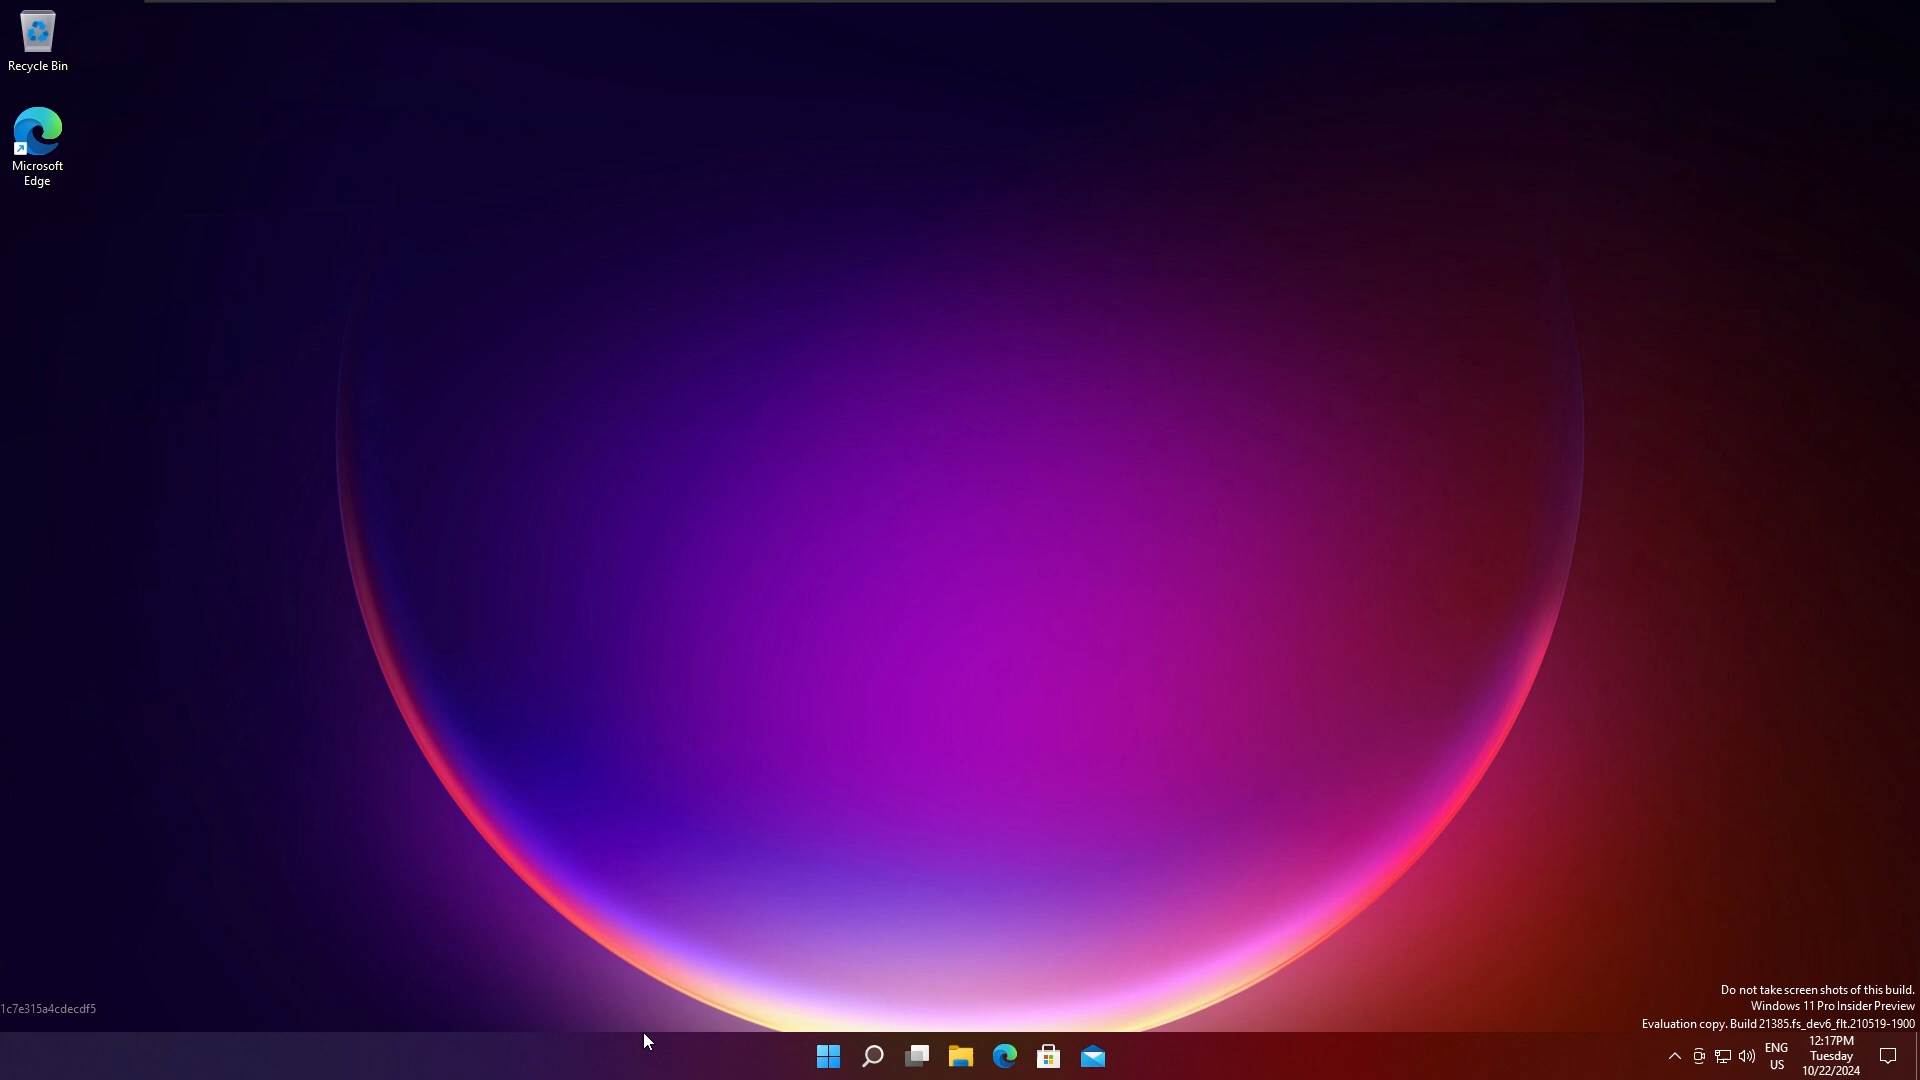 Recycle Bin
Microsoft
Edge
1c7e315a4cdecdf5
Do not take screen shots of this build.
Windows 11 Pro Insider Preview
Evaluation copy. Build 21385.fs_dev6_flt.210519-1900
ENG
US
12:17PM
Tuesday
10/22/2024